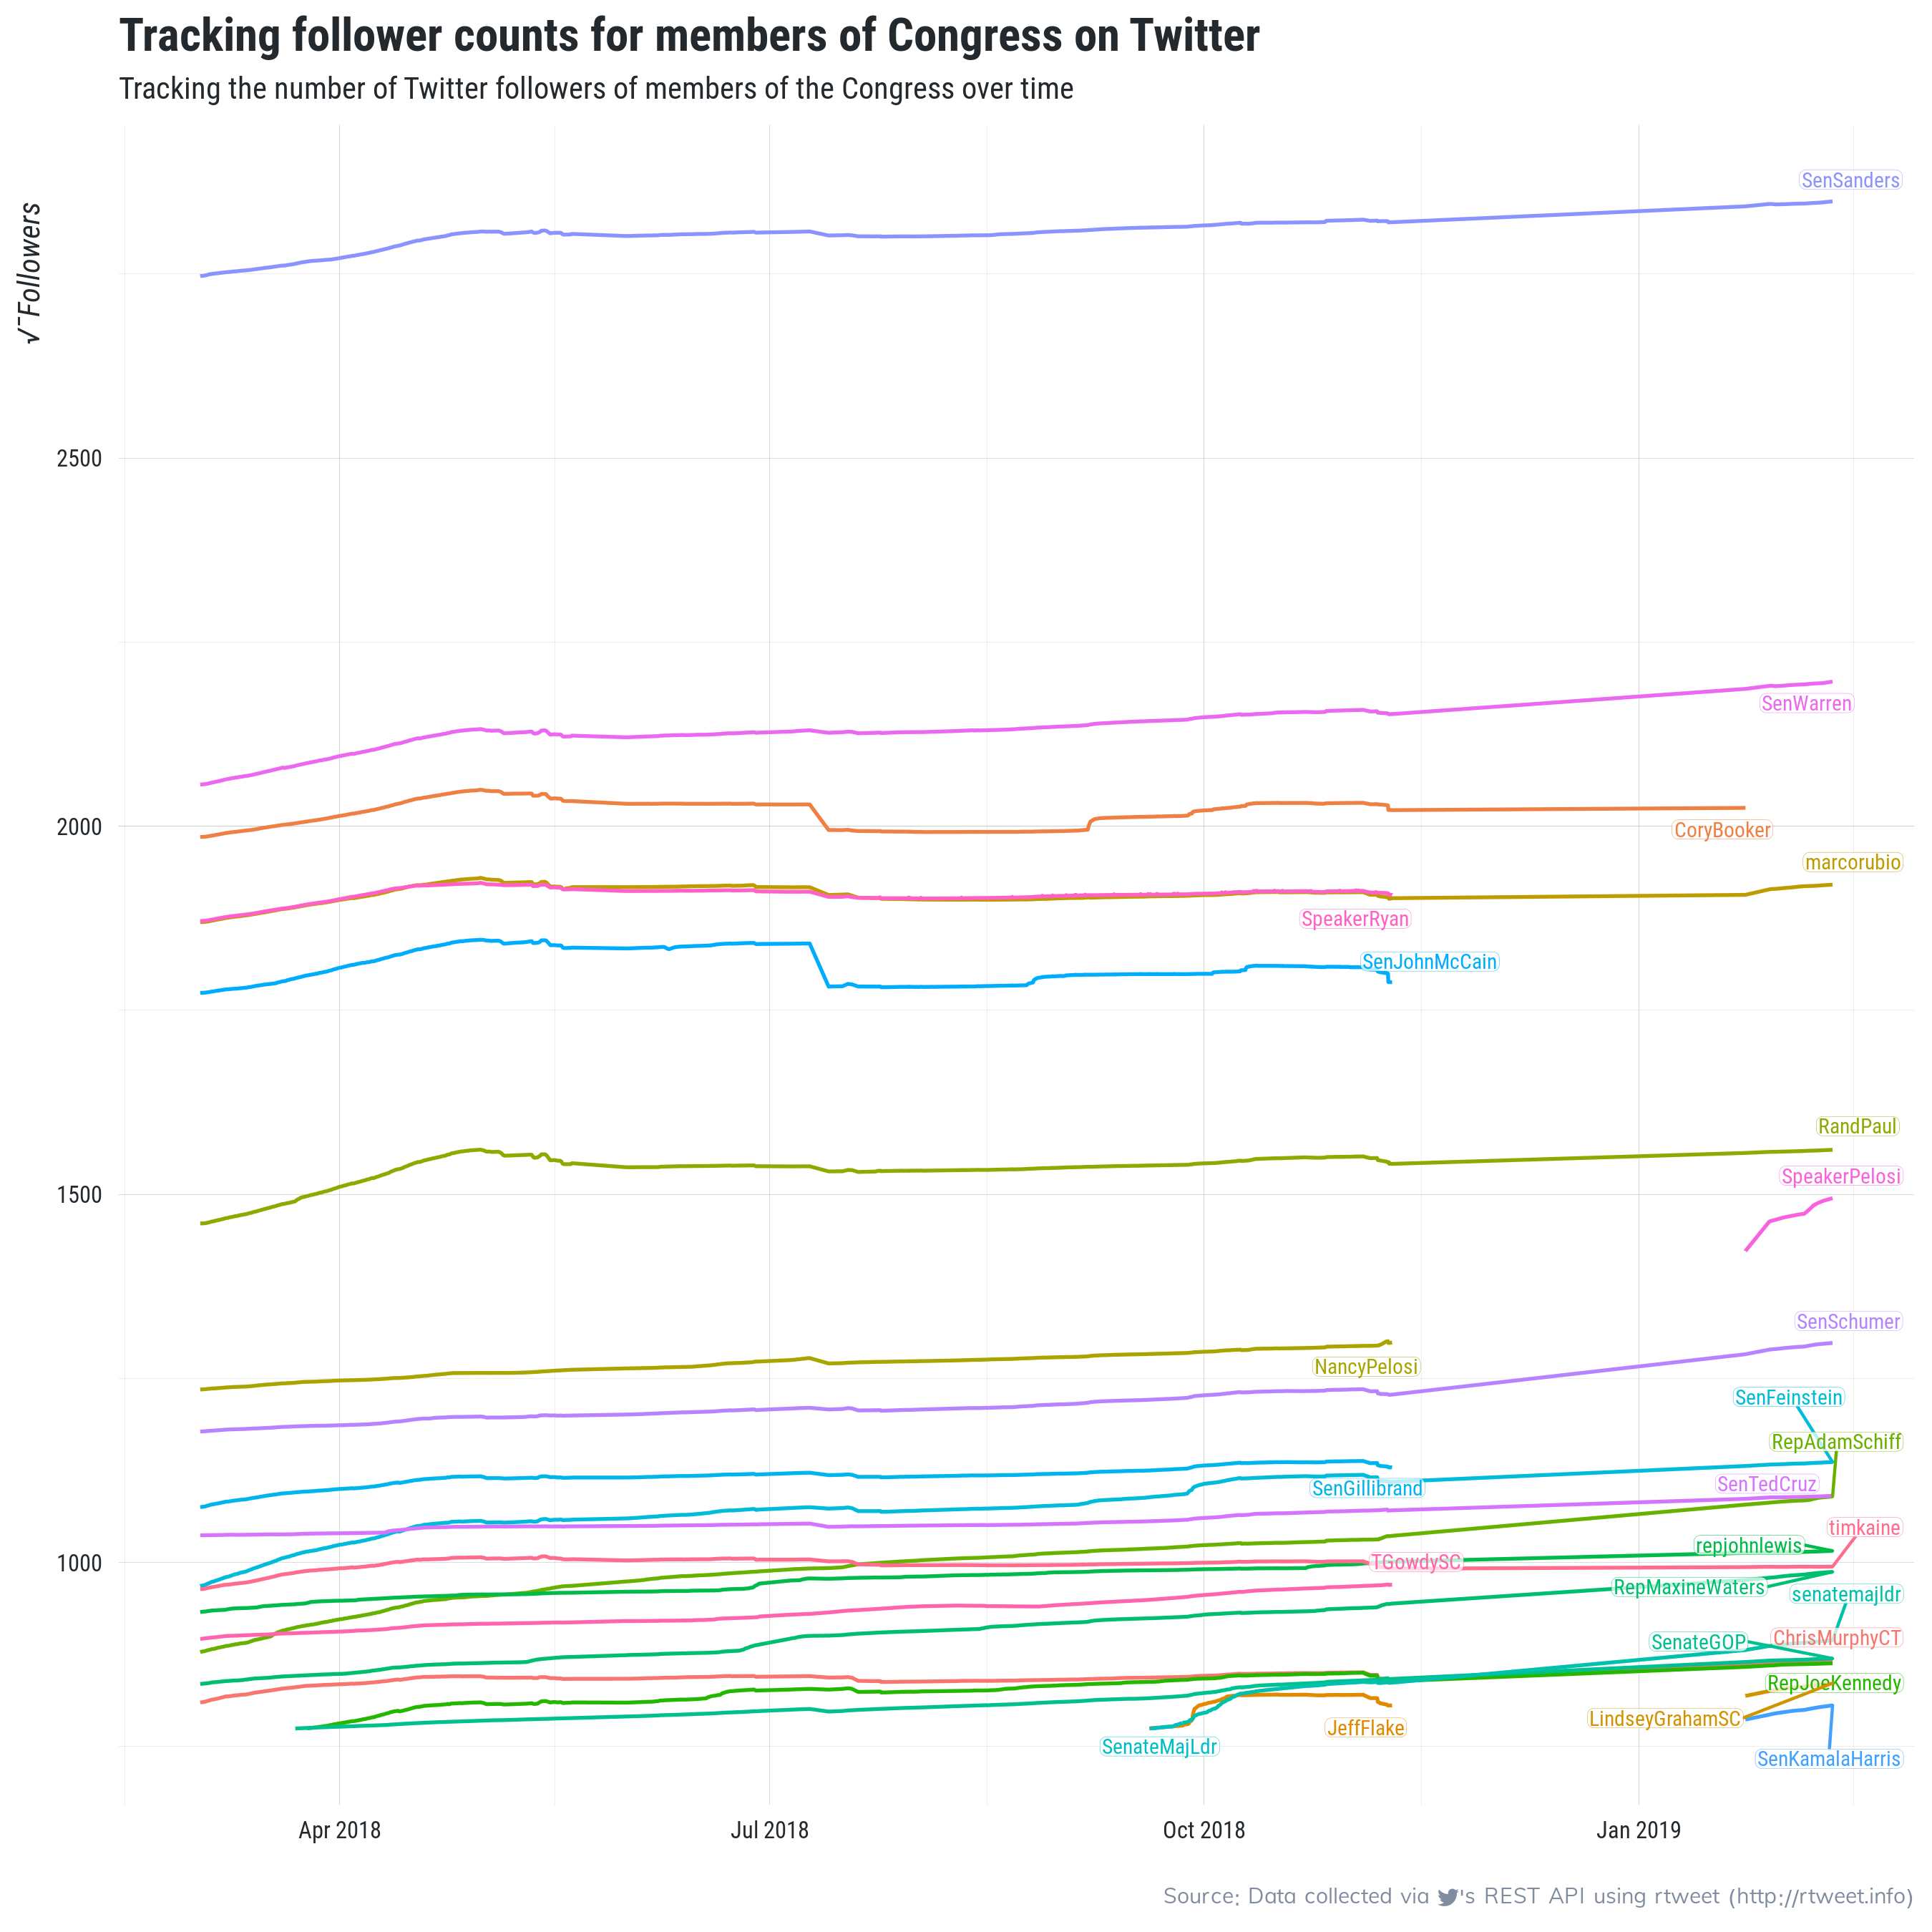 Tracking follower counts for members of Congress on Twitter
Tracking the number of Twitter followers of members of the Congress over time
√¯Followers
2500
2000
1500
1000
SenSanders
SenWarren
CoryBooker
marcorubio
SpeakerRyan
SenJohnMcCain
RandPaul
SpeakerPelosi
SenSchumer
NancyPelosi
SenFeinstein
RepAdamSchiff
SenTedCruz
SenGillibrand
timkaine
repjohnlewis
TGowdySC
RepMaxineWaters
senatemajldr
ChrisMurphyCT
SenateGOP
RepJoeKennedy
LindseyGrahamSC
JeffFlake
SenateMajLdr
SenKamalaHarris
Apr 2018 Jul 2018 Oct 2018 Jan 2019
Source: Data collected via 's REST API using rtweet (http://rtweet.info)